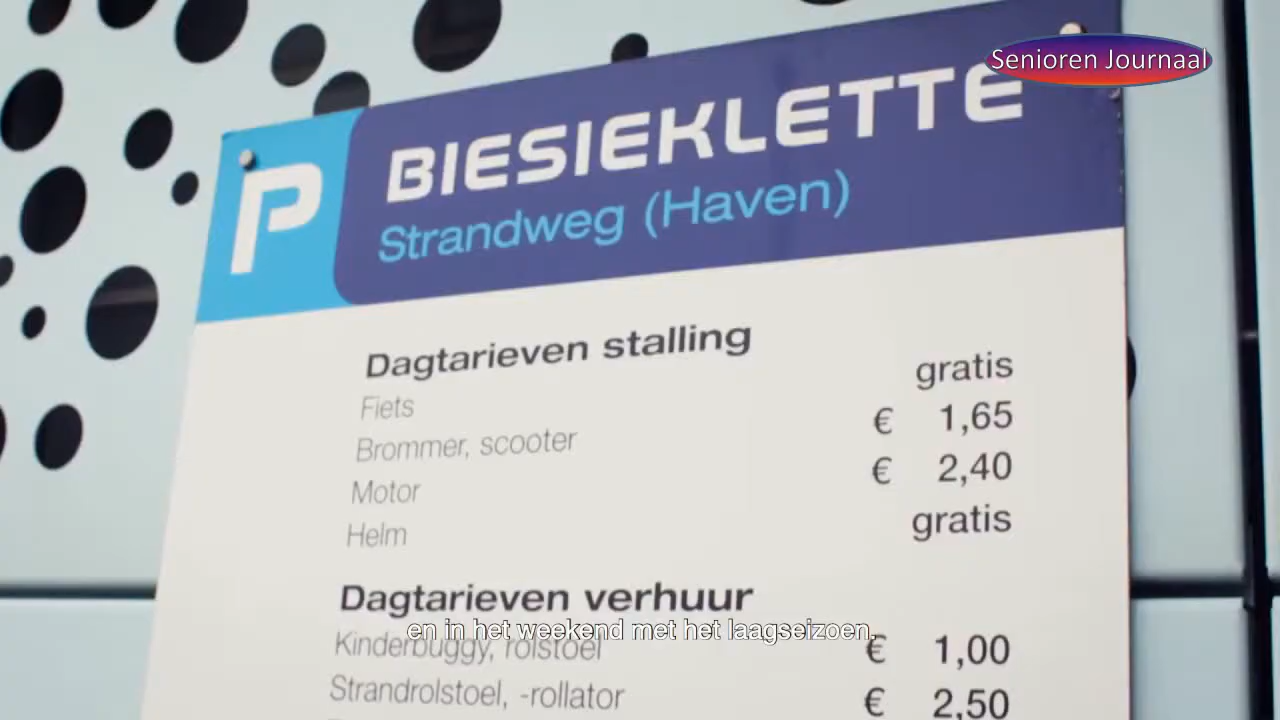 Senioren Journaal
P BIESIEKLETTE
Strandweg (Haven)
Dagtarieven stalling
Fiets gratis
Brommer, scooter € 1,65
Motor € 2,40
Helm gratis
Dagtarieven verhuur
en in het weekend met het laagseizoen.
Kinderbuggy, rolstoel € 1,00
Strandrolstoel, -rollator € 2,50